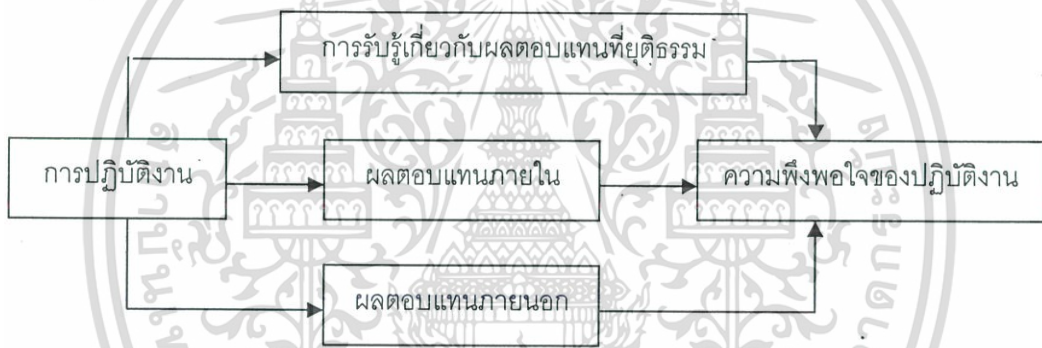 การรับรู้เกี่ยวกับผลตอบแทนที่ยุติธรรม
การปฏิบัติงาน
ผลตอบแทนภายใน
ความพึงพอใจของปฏิบัติงาน
ผลตอบแทนภายนอก